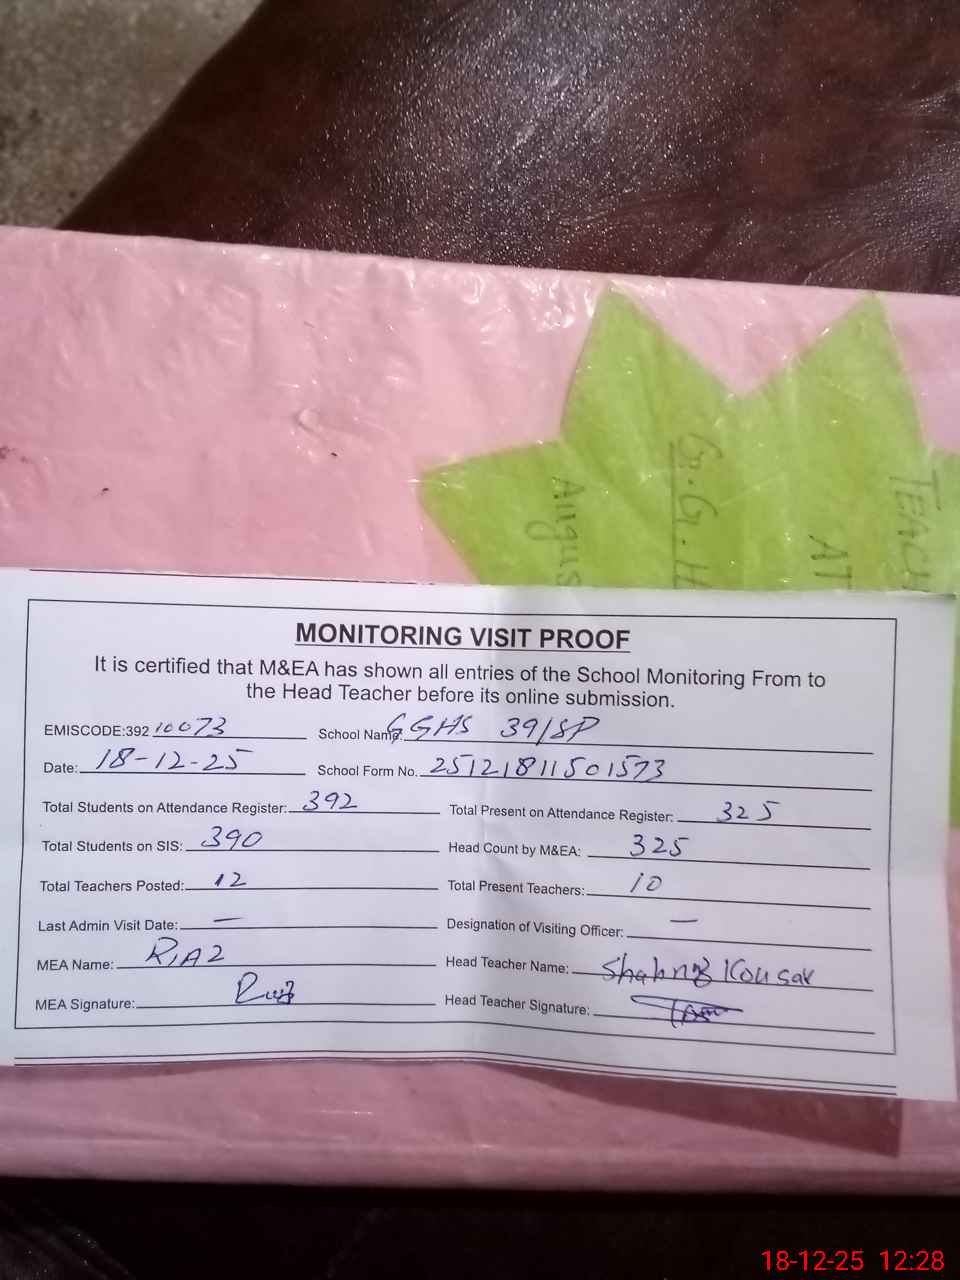 TEACH
AT
G.G.H
Augus
MONITORING VISIT PROOF
It is certified that M&EA has shown all entries of the School Monitoring From to
the Head Teacher before its online submission.
EMISCODE:392 10073 School Name: GGHS 39/SP
Date: 18-12-25 School Form No. 25121811501573
Total Students on Attendance Register: 392 Total Present on Attendance Register: 325
Total Students on SIS: 390 Head Count by M&EA: 325
Total Teachers Posted: 12 Total Present Teachers: 10
Last Admin Visit Date: — Designation of Visiting Officer: —
MEA Name: RIAZ Head Teacher Name: Kousar
MEA Signature: Head Teacher Signature:
18-12-25 12:28